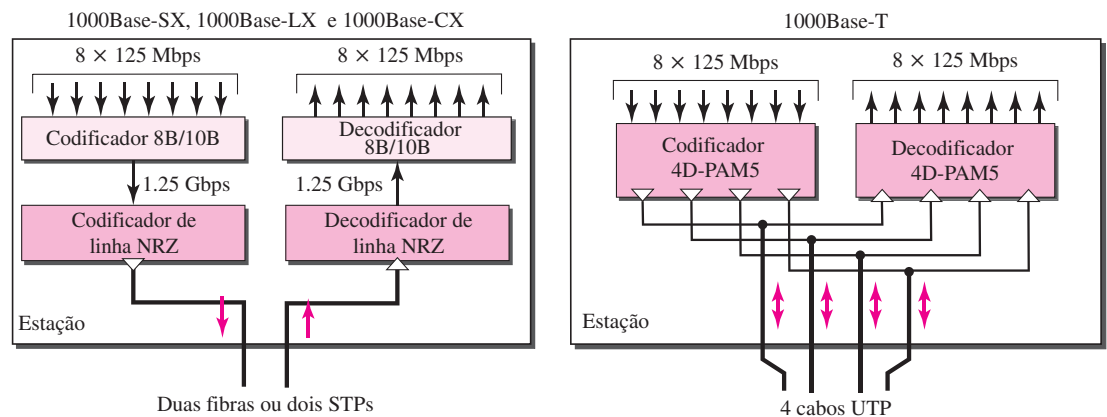 1000Base-SX, 1000Base-LX e 1000Base-CX
8 × 125 Mbps
8 × 125 Mbps
Codificador 8B/10B
Decodificador
8B/10B
1.25 Gbps
1.25 Gbps
Codificador de
linha NRZ
Decodificador de
linha NRZ
Estação
Duas fibras ou dois STPs
1000Base-T
8 × 125 Mbps
8 × 125 Mbps
Codificador
4D-PAM5
Decodificador
4D-PAM5
Estação
4 cabos UTP